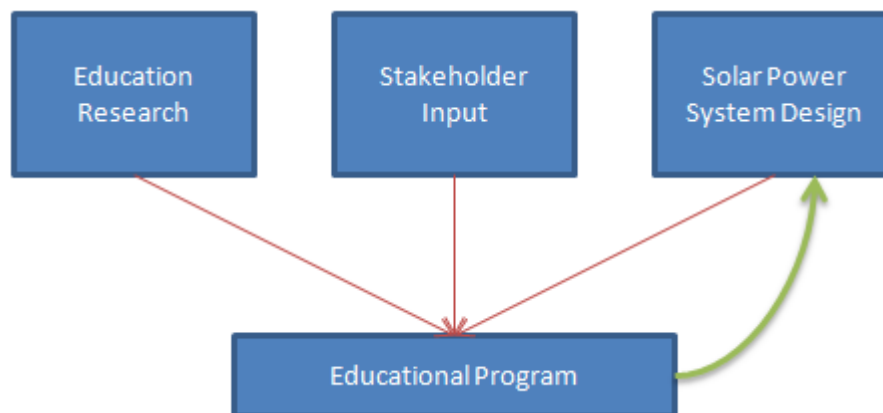 Education
Research
Stakeholder
Input
Solar Power
System Design
Educational Program